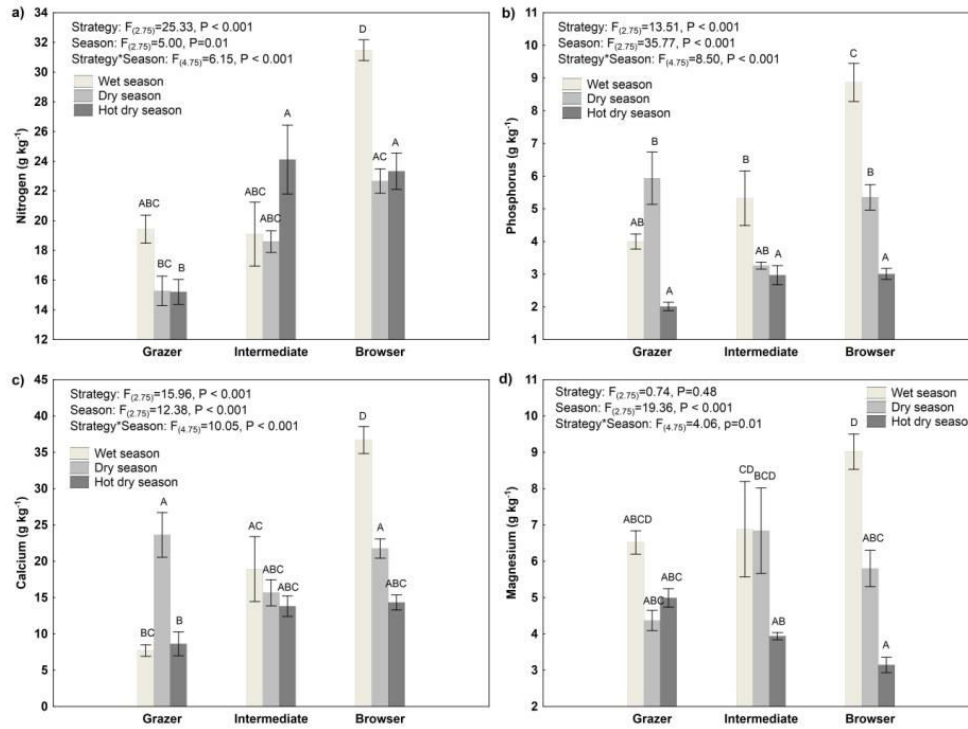 a)
Strategy: F(2.75)=25.33, P < 0.001
Season: F(2.75)=5.00, P=0.01
Strategy*Season: F(4.75)=6.15, P < 0.001
Wet season
Dry season
Hot dry season
Nitrogen (g kg-1)
34
32
30
28
26
24
22
20
18
16
14
12
ABC
BC
B
ABC
ABC
A
D
AC
A
Grazer Intermediate Browser
b)
Strategy: F(2.75)=13.51, P < 0.001
Season: F(2.75)=35.77, P < 0.001
Strategy*Season: F(4.75)=8.50, P < 0.001
Wet season
Dry season
Hot dry season
Phosphorus (g kg-1)
11
10
9
8
7
6
5
4
3
2
1
AB
B
A
B
AB
A
C
B
A
Grazer Intermediate Browser
c)
Strategy: F(2.75)=15.96, P < 0.001
Season: F(2.75)=12.38, P < 0.001
Strategy*Season: F(4.75)=10.05, P < 0.001
Wet season
Dry season
Hot dry season
Calcium (g kg-1)
45
40
35
30
25
20
15
10
5
0
BC
A
B
AC
ABC
ABC
D
A
ABC
Grazer Intermediate Browser
d)
Strategy: F(2.75)=0.74, P=0.48
Season: F(2.75)=19.36, P < 0.001
Strategy*Season: F(4.75)=4.06, p=0.01
Wet season
Dry season
Hot dry seaso
Magnesium (g kg-1)
11
10
9
8
7
6
5
4
3
2
ABCD
ABC
ABC
CD
BCD
AB
D
ABC
A
Grazer Intermediate Browser